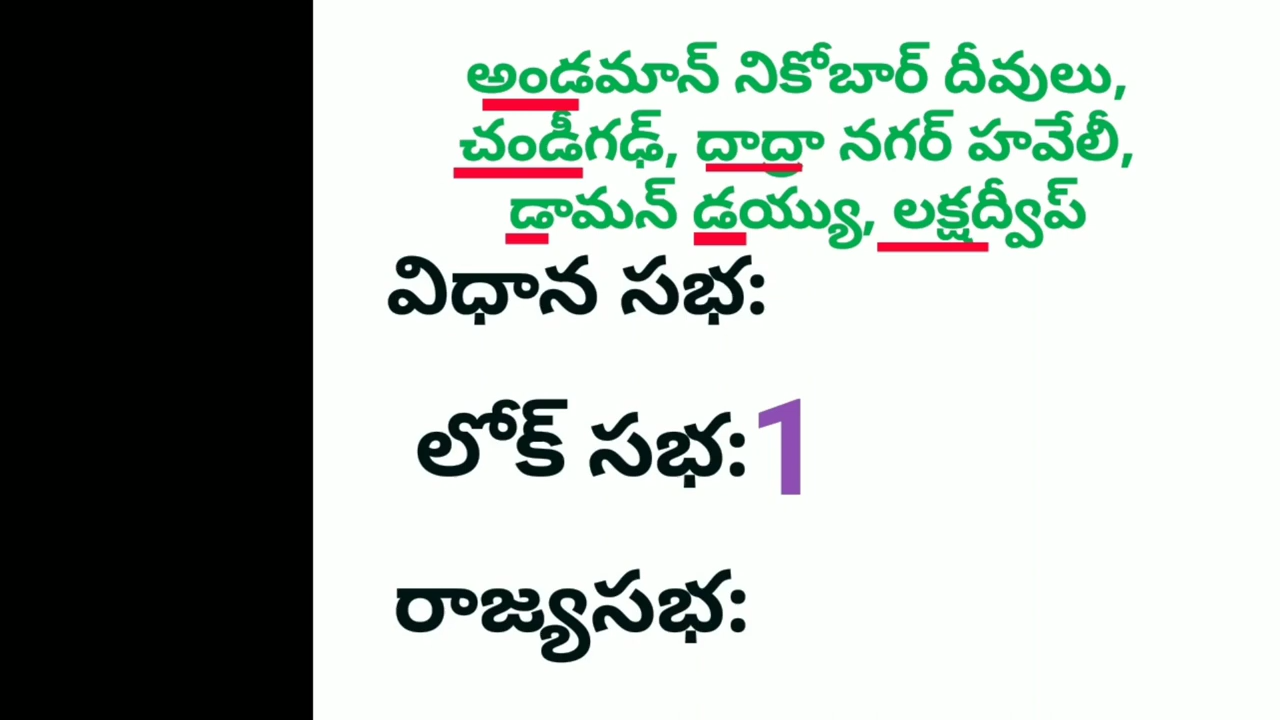 అండమాన్ నికోబార్ దీవులు,
చండీగఢ్, దాద్రా నగర్ హవేలీ,
డామన్ డయ్యు, లక్షద్వీప్
విధాన సభ:
లోక్ సభ:1
రాజ్యసభ: